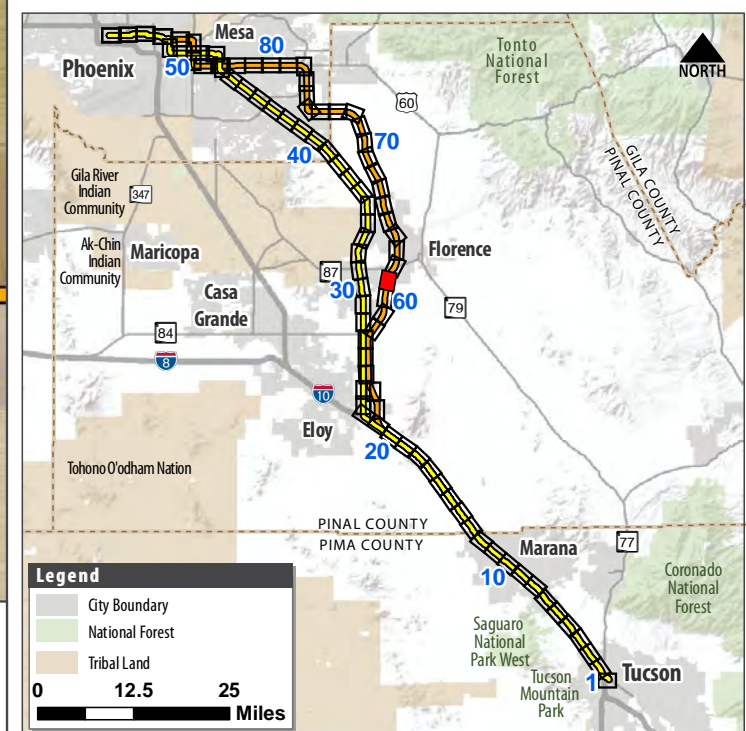 Mesa
80
Tonto
National
Forest
NORTH
Phoenix
50
60
70
40
GILA COUNTY
PINAL COUNTY
Gila River
Indian
Community
347
Ak-Chin
Indian
Community
Maricopa
Florence
87
30
60
Casa
Grande
79
84
8
10
Eloy
20
Tohono O'odham Nation
PINAL COUNTY
PIMA COUNTY
Marana
77
10
Coronado
National
Forest
Saguaro
National
Park West
Tucson
Mountain
Park
1
Tucson
Legend
City Boundary
National Forest
Tribal Land
0 12.5 25
Miles